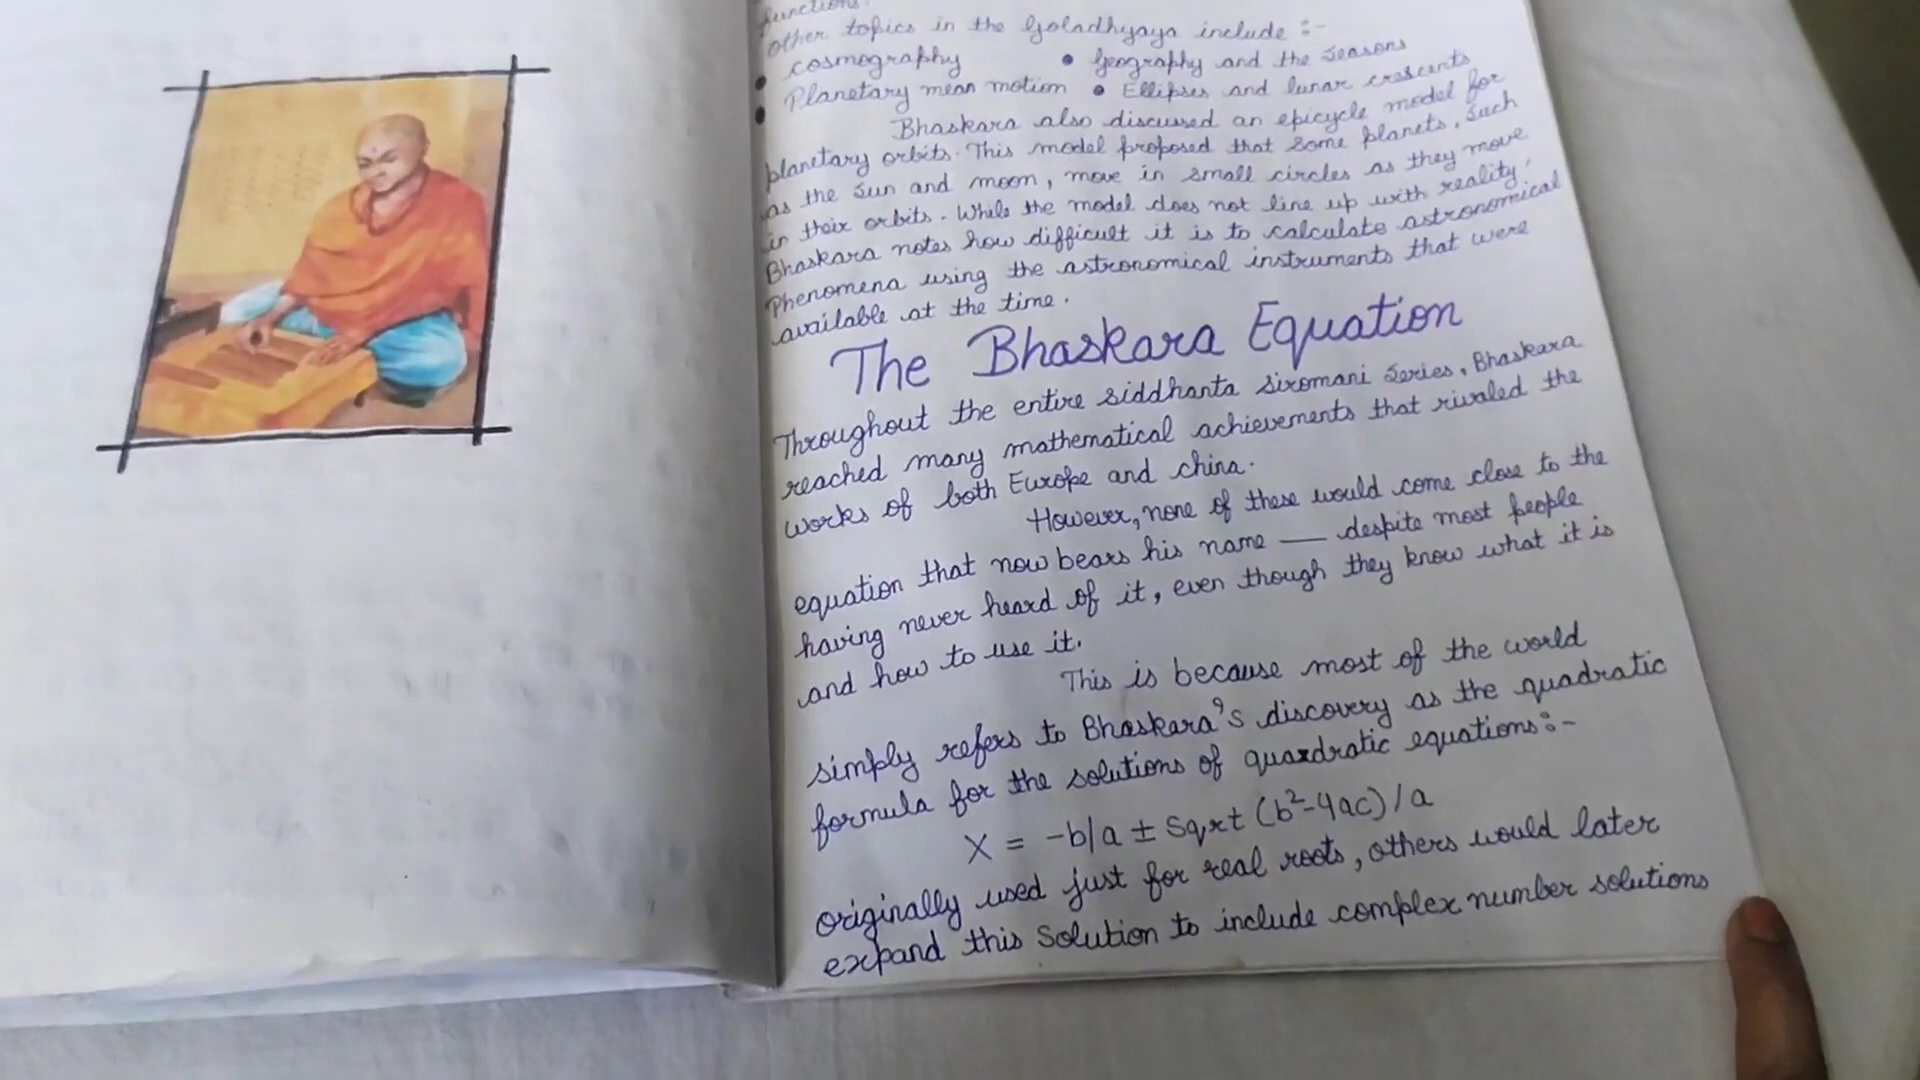 functions.
other topics in the Goladhyaya include :-
• cosmography • Geography and the seasons
• Planetary mean motion • Ellipses and lunar crescents
Bhaskara also discussed an epicycle model for
planetary orbits. This model proposed that some planets, such
as the sun and moon, move in small circles as they move
in their orbits. While the model does not line up with reality,
Bhaskara notes how difficult it is to calculate astronomical
Phenomena using the astronomical instruments that were
available at the time.
The Bhaskara Equation
Throughout the entire siddhanta siromani series, Bhaskara
reached many mathematical achievements that rivaled the
works of both Europe and china.
However, none of these would come close to the
equation that now bears his name — despite most people
having never heard of it, even though they know what it is
and how to use it.
This is because most of the world
simply refers to Bhaskara's discovery as the quadratic
formula for the solutions of quardratic equations:-
X = -b/a ± Sqrt (b²-4ac)/a
originally used just for real roots, others would later
expand this solution to include complex number solutions